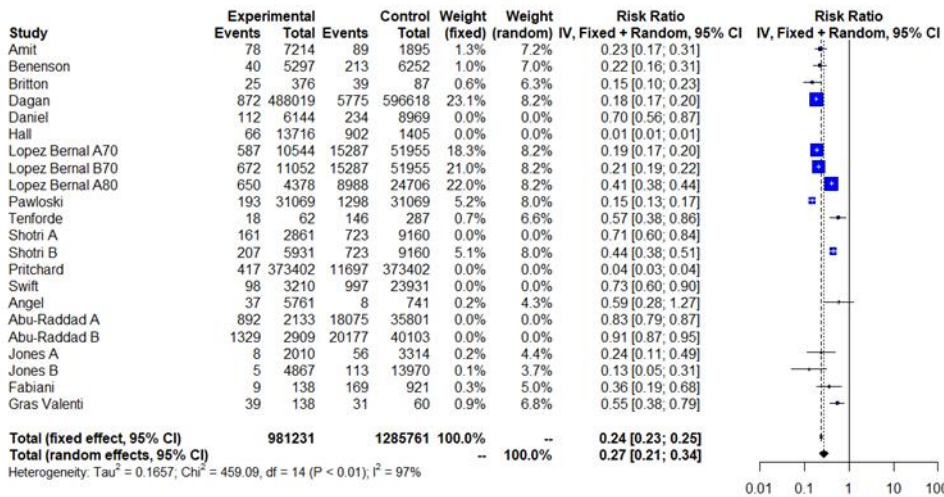 Experimental Control Weight Weight Risk Ratio Risk Ratio
Study Events Total Events Total (fixed) (random) IV, Fixed + Random, 95% CI IV, Fixed + Random, 95% CI
Amit 78 7214 89 1895 1.3% 7.2% 0.23 [0.17; 0.31]
Benenson 40 5297 213 6252 1.0% 7.0% 0.22 [0.16; 0.31]
Britton 25 376 39 87 0.6% 6.3% 0.15 [0.10; 0.23]
Dagan 872 488019 5775 596618 23.1% 8.2% 0.18 [0.17; 0.20]
Daniel 112 6144 234 8969 0.0% 0.0% 0.70 [0.56; 0.87]
Hall 66 13716 902 1405 0.0% 0.0% 0.01 [0.01; 0.01]
Lopez Bernal A70 587 10544 15287 51955 18.3% 8.2% 0.19 [0.17; 0.20]
Lopez Bernal B70 672 11052 15287 51955 21.0% 8.2% 0.21 [0.19; 0.22]
Lopez Bernal A80 650 4378 8988 24706 22.0% 8.2% 0.41 [0.38; 0.44]
Pawloski 193 31069 1298 31069 5.2% 8.0% 0.15 [0.13; 0.17]
Tenforde 18 62 146 287 0.7% 6.6% 0.57 [0.38; 0.86]
Shotri A 161 2861 723 9160 0.0% 0.0% 0.71 [0.60; 0.84]
Shotri B 207 5931 723 9160 5.1% 8.0% 0.44 [0.38; 0.51]
Pritchard 417 373402 11697 373402 0.0% 0.0% 0.04 [0.03; 0.04]
Swift 98 3210 997 23931 0.0% 0.0% 0.73 [0.60; 0.90]
Angel 37 5761 8 741 0.2% 4.3% 0.59 [0.28; 1.27]
Abu-Raddad A 892 2133 18075 35801 0.0% 0.0% 0.83 [0.79; 0.87]
Abu-Raddad B 1329 2909 20177 40103 0.0% 0.0% 0.91 [0.87; 0.95]
Jones A 8 2010 56 3314 0.2% 4.4% 0.24 [0.11; 0.49]
Jones B 5 4867 113 13970 0.1% 3.7% 0.13 [0.05; 0.31]
Fabiani 9 138 169 921 0.3% 5.0% 0.36 [0.19; 0.68]
Gras Valenti 39 138 31 60 0.9% 6.8% 0.55 [0.38; 0.79]
Total (fixed effect, 95% CI) 981231 1285761 100.0% -- 0.24 [0.23; 0.25]
Total (random effects, 95% CI) -- 100.0% 0.27 [0.21; 0.34]
Heterogeneity: Tau² = 0.1657; Chi² = 459.09, df = 14 (P < 0.01); I² = 97%
0.01 0.1 1 10 100